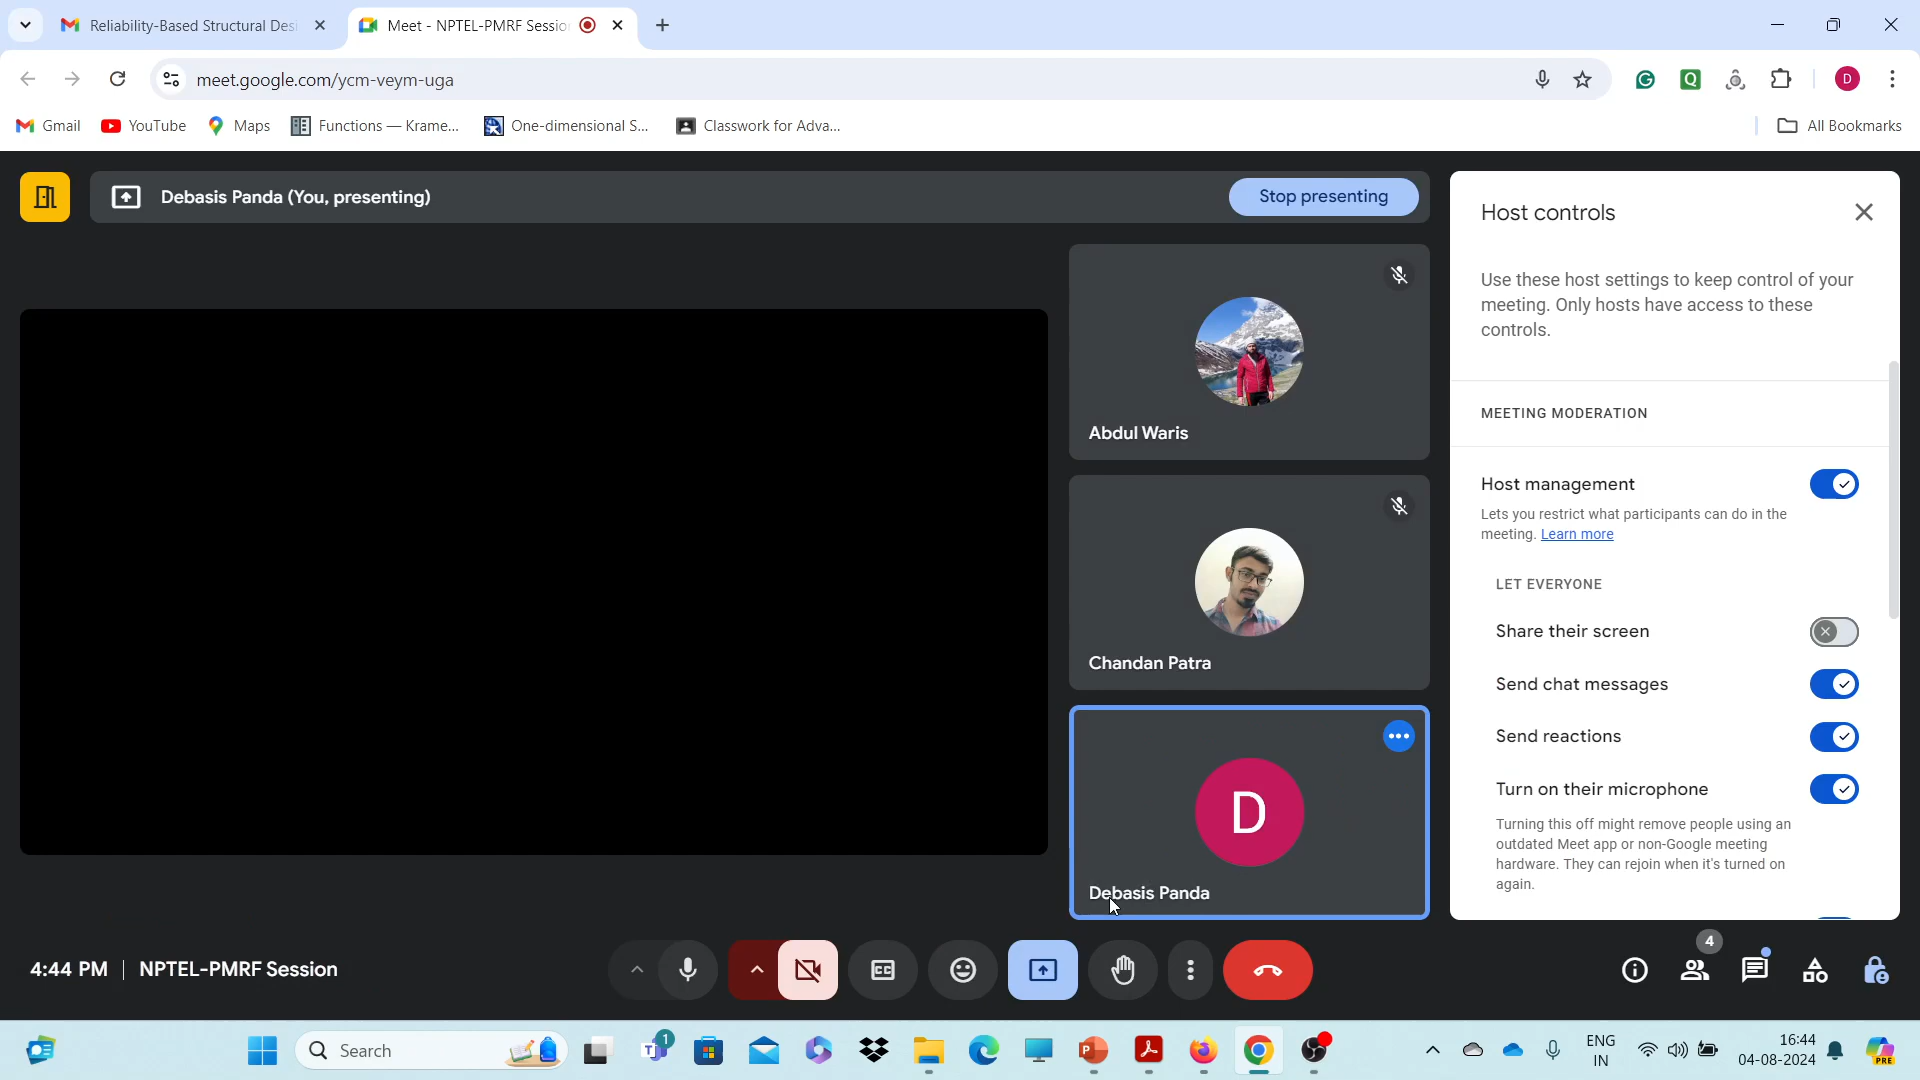 Reliability-Based Structural Desi
Meet - NPTEL-PMRF Session
meet.google.com/ycm-veym-uga
D
Gmail
YouTube
Maps
Functions — Krame...
One-dimensional S...
Classwork for Adva...
All Bookmarks
Debasis Panda (You, presenting)
Stop presenting
Abdul Waris
Chandan Patra
D
Debasis Panda
Host controls
Use these host settings to keep control of your
meeting. Only hosts have access to these
controls.
MEETING MODERATION
Host management
Lets you restrict what participants can do in the
meeting. Learn more
LET EVERYONE
Share their screen
Send chat messages
Send reactions
Turn on their microphone
Turning this off might remove people using an
outdated Meet app or non-Google meeting
hardware. They can rejoin when it's turned on
again.
4:44 PM | NPTEL-PMRF Session
4
Search
1
ENG
IN
16:44
04-08-2024
PRE